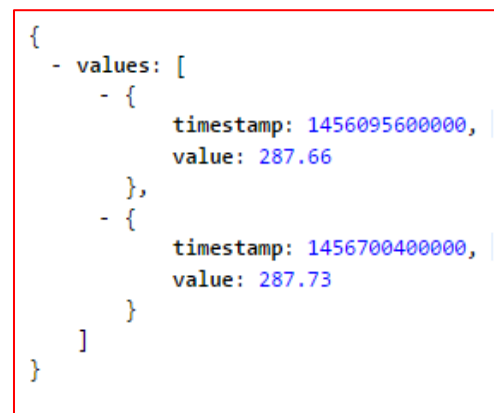 {
- values: [
- {
timestamp: 1456095600000,
value: 287.66
},
- {
timestamp: 1456700400000,
value: 287.73
}
]
}